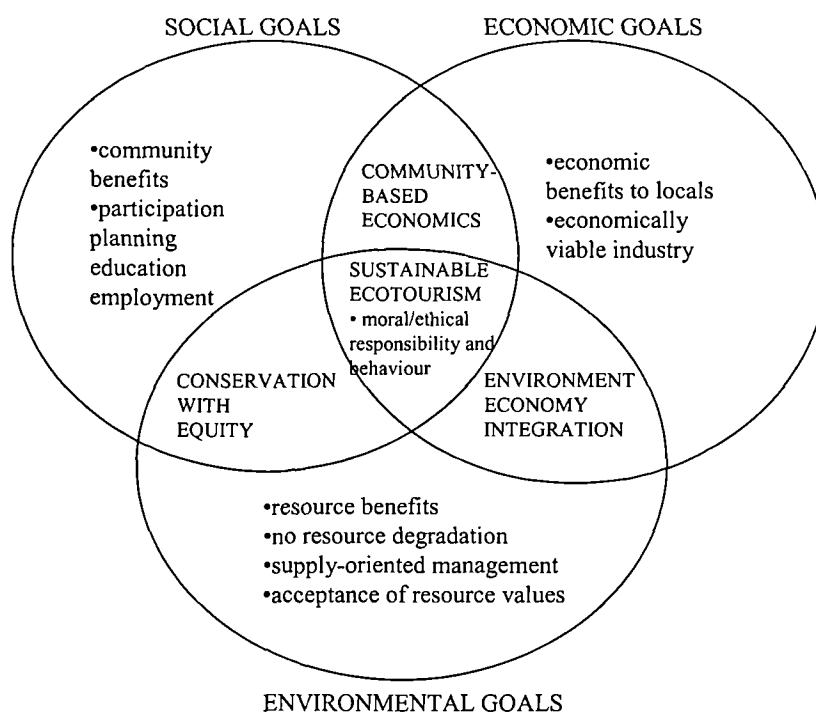 SOCIAL GOALS
ECONOMIC GOALS
•community
benefits
•participation
planning
education
employment
COMMUNITY-
BASED
ECONOMICS
•economic
benefits to locals
•economically
viable industry
SUSTAINABLE
ECOTOURISM
• moral/ethical
responsibility and
behaviour
CONSERVATION
WITH
EQUITY
ENVIRONMENT
ECONOMY
INTEGRATION
•resource benefits
•no resource degradation
•supply-oriented management
•acceptance of resource values
ENVIRONMENTAL GOALS